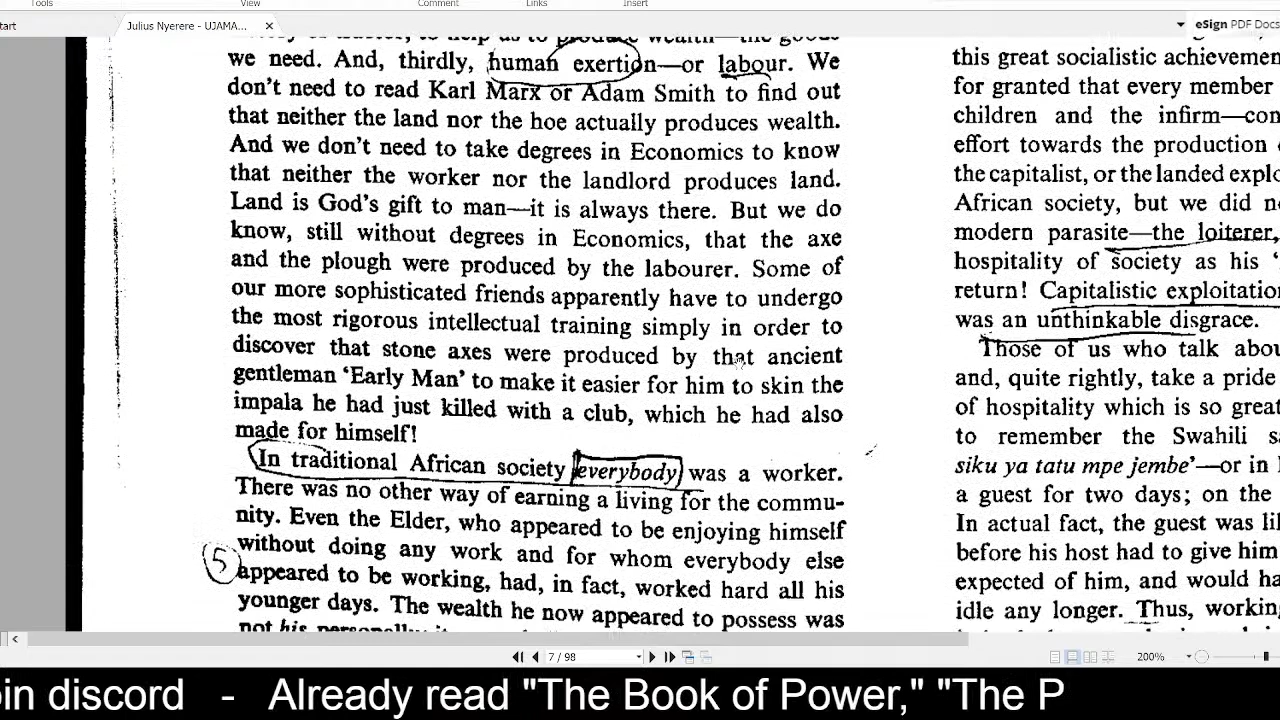 Tools View Comment Links Insert
tart Julius Nyerere - UJAMA... × eSign PDF Docs
to help us to produce wealth—the goods
we need. And, thirdly, human exertion—or labour. We
don't need to read Karl Marx or Adam Smith to find out
that neither the land nor the hoe actually produces wealth.
And we don't need to take degrees in Economics to know
that neither the worker nor the landlord produces land.
Land is God's gift to man—it is always there. But we do
know, still without degrees in Economics, that the axe
and the plough were produced by the labourer. Some of
our more sophisticated friends apparently have to undergo
the most rigorous intellectual training simply in order to
discover that stone axes were produced by that ancient
gentleman 'Early Man' to make it easier for him to skin the
impala he had just killed with a club, which he had also
made for himself!
In traditional African society everybody was a worker.
There was no other way of earning a living for the commu-
nity. Even the Elder, who appeared to be enjoying himself
without doing any work and for whom everybody else
5
appeared to be working, had, in fact, worked hard all his
younger days. The wealth he now appeared to possess was
not his personally
this great socialistic achievemen
for granted that every member
children and the infirm—con
effort towards the production
the capitalist, or the landed explo
African society, but we did n
modern parasite—the loiterer,
hospitality of society as his '
return! Capitalistic exploitation
was an unthinkable disgrace.
Those of us who talk abou
and, quite rightly, take a pride
of hospitality which is so grea
to remember the Swahili s
siku ya tatu mpe jembe'—or in
a guest for two days; on the
In actual fact, the guest was lik
before his host had to give him
expected of him, and would ha
idle any longer. Thus, working
7 / 98 200%
in discord - Already read "The Book of Power," "The P